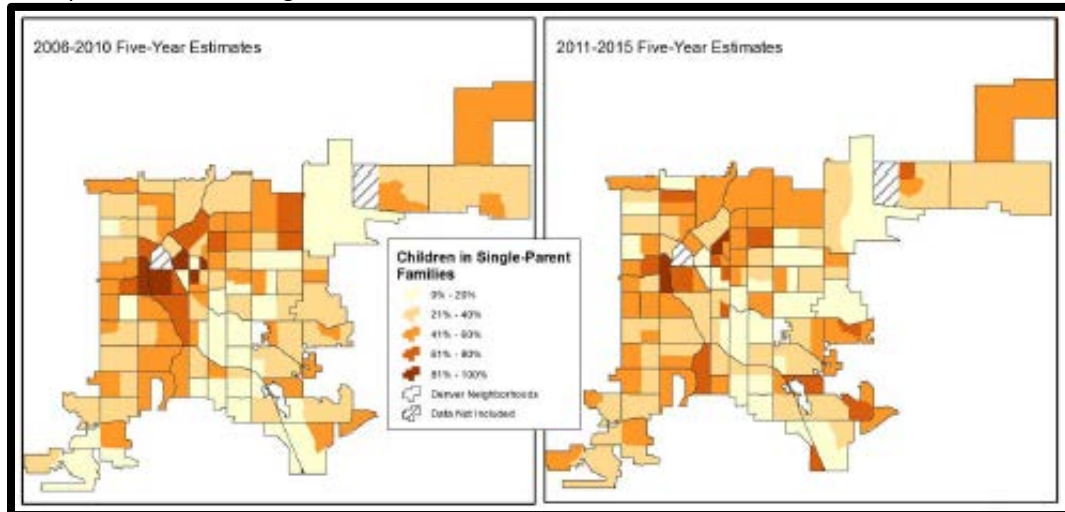 2006-2010 Five-Year Estimates
2011-2015 Five-Year Estimates
Children in Single-Parent
Families
0% - 20%
21% - 40%
41% - 60%
61% - 80%
81% - 100%
Denver Neighborhoods
Data Not Included